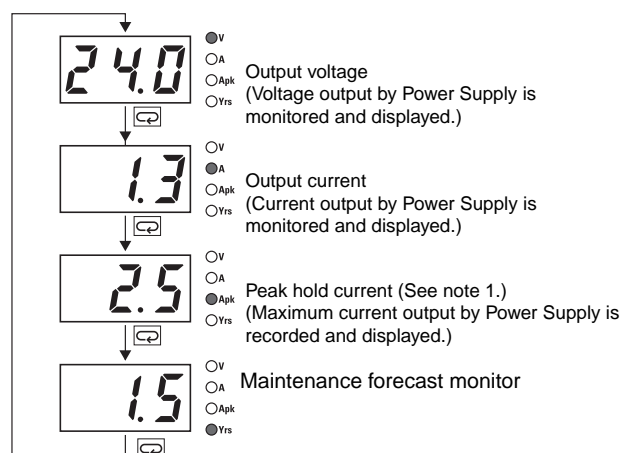 24.0
V
A
Apk
Yrs
Output voltage
(Voltage output by Power Supply is
monitored and displayed.)
1.3
V
A
Apk
Yrs
Output current
(Current output by Power Supply is
monitored and displayed.)
2.5
V
A
Apk
Yrs
Peak hold current (See note 1.)
(Maximum current output by Power Supply is
recorded and displayed.)
1.5
V
A
Apk
Yrs
Maintenance forecast monitor